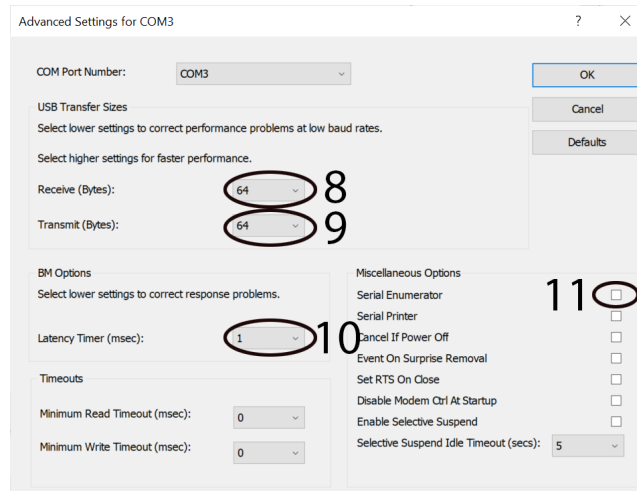 Advanced Settings for COM3 ? ×
COM Port Number: COM3
OK
USB Transfer Sizes
Cancel
Select lower settings to correct performance problems at low baud rates.
Defaults
Select higher settings for faster performance.
Receive (Bytes): 64 8
Transmit (Bytes): 64 9
BM Options
Select lower settings to correct response problems.
Latency Timer (msec): 1 10
Timeouts
Minimum Read Timeout (msec): 0
Minimum Write Timeout (msec): 0
Miscellaneous Options
Serial Enumerator 11
Serial Printer
Cancel If Power Off
Event On Surprise Removal
Set RTS On Close
Disable Modem Ctrl At Startup
Enable Selective Suspend
Selective Suspend Idle Timeout (secs): 5